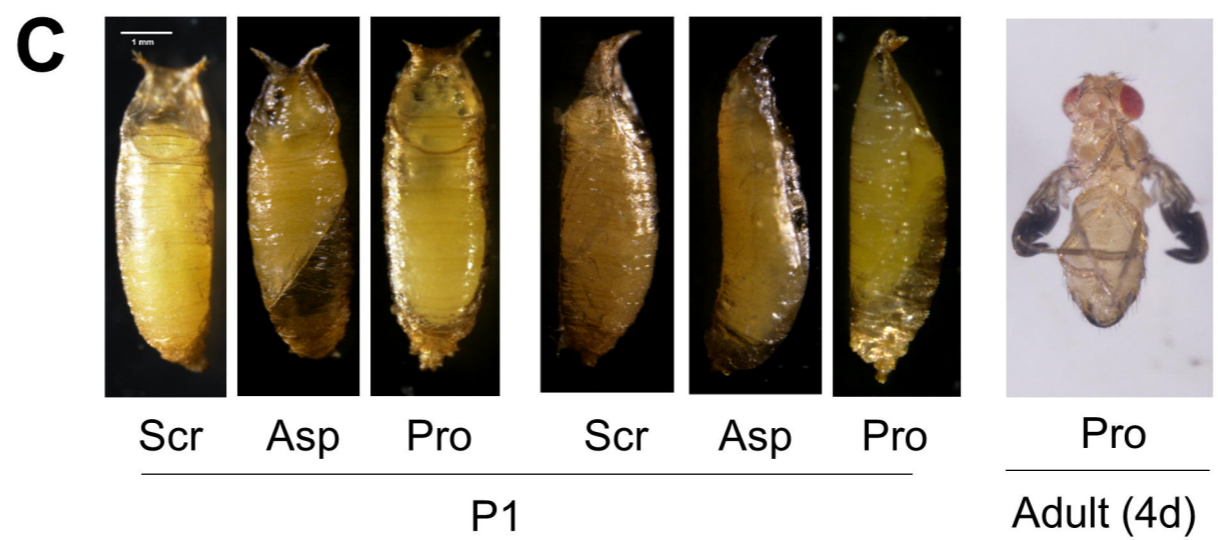 C
1 mm
Scr Asp Pro Scr Asp Pro Pro
P1
Adult (4d)